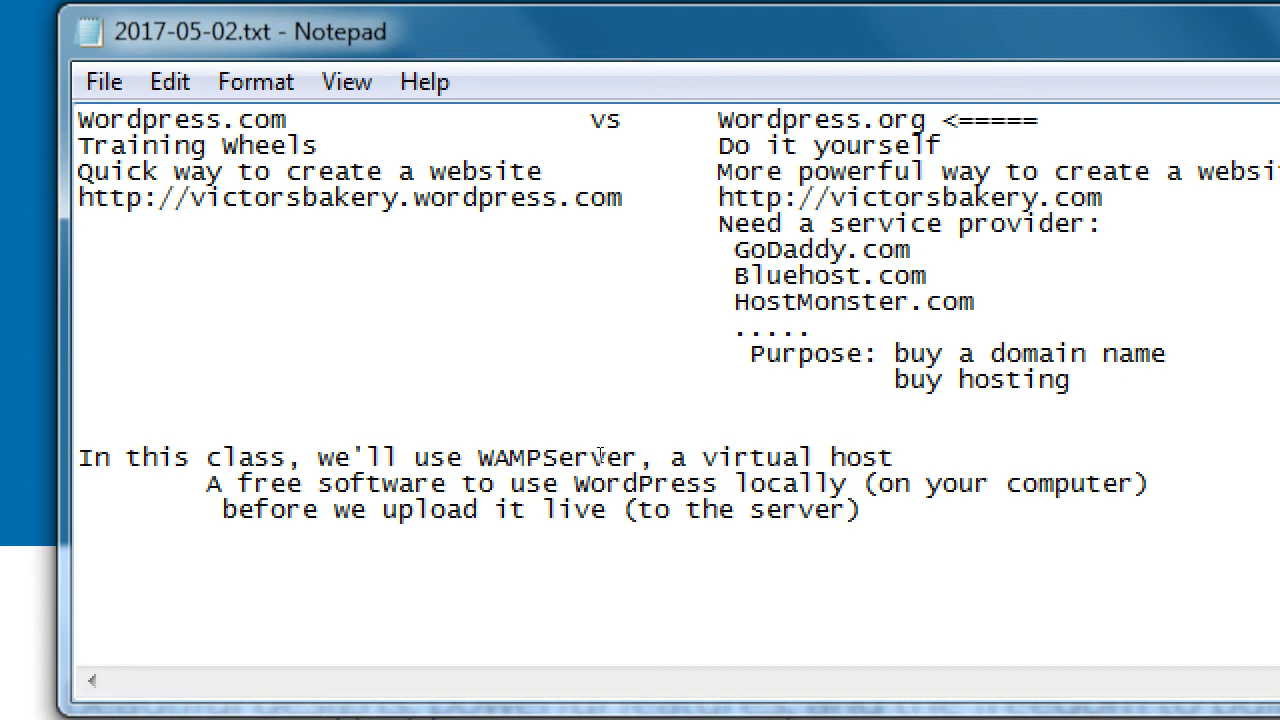 2017-05-02.txt - Notepad
File Edit Format View Help
Wordpress.com vs Wordpress.org <=====
Training Wheels Do it yourself
Quick way to create a website More powerful way to create a
http://victorsbakery.wordpress.com http://victorsbakery.com
Need a service provider:
GoDaddy.com
Bluehost.com
HostMonster.com
.....
Purpose: buy a domain name
buy hosting
In this class, we'll use WAMPServer, a virtual host
A free software to use WordPress locally (on your computer)
before we upload it live (to the server)